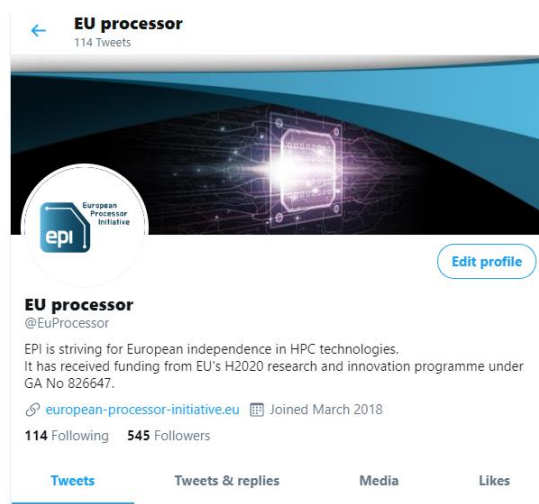 EU processor
114 Tweets
European
Processor
Initiative
epi
Edit profile
EU processor
@EuProcessor
EPI is striving for European independence in HPC technologies.
It has received funding from EU's H2020 research and innovation programme under
GA No 826647.
european-processor-initiative.eu Joined March 2018
114 Following 545 Followers
Tweets Tweets & replies Media Likes